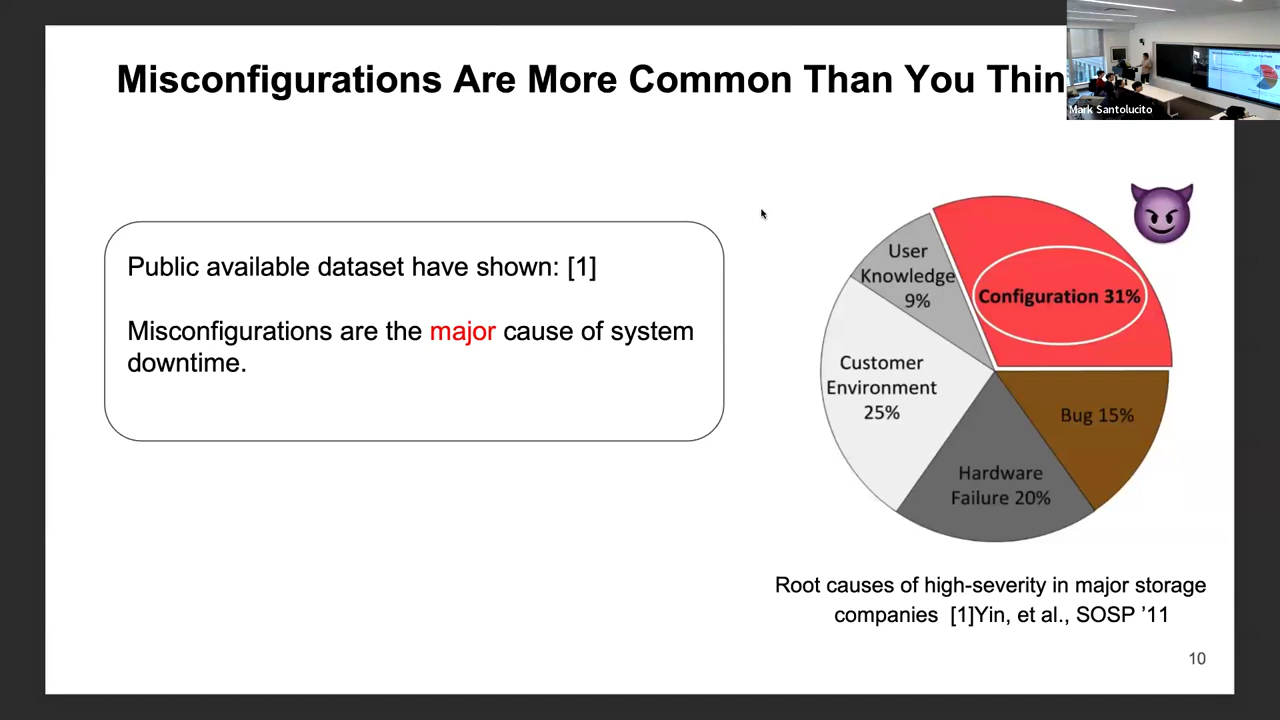 Misconfigurations Are More Common Than You Thin
Mark Santolucito
Public available dataset have shown: [1]
Misconfigurations are the major cause of system
downtime.
User
Knowledge
9%
Configuration 31%
Customer
Environment
25%
Bug 15%
Hardware
Failure 20%
Root causes of high-severity in major storage
companies [1]Yin, et al., SOSP ’11
10